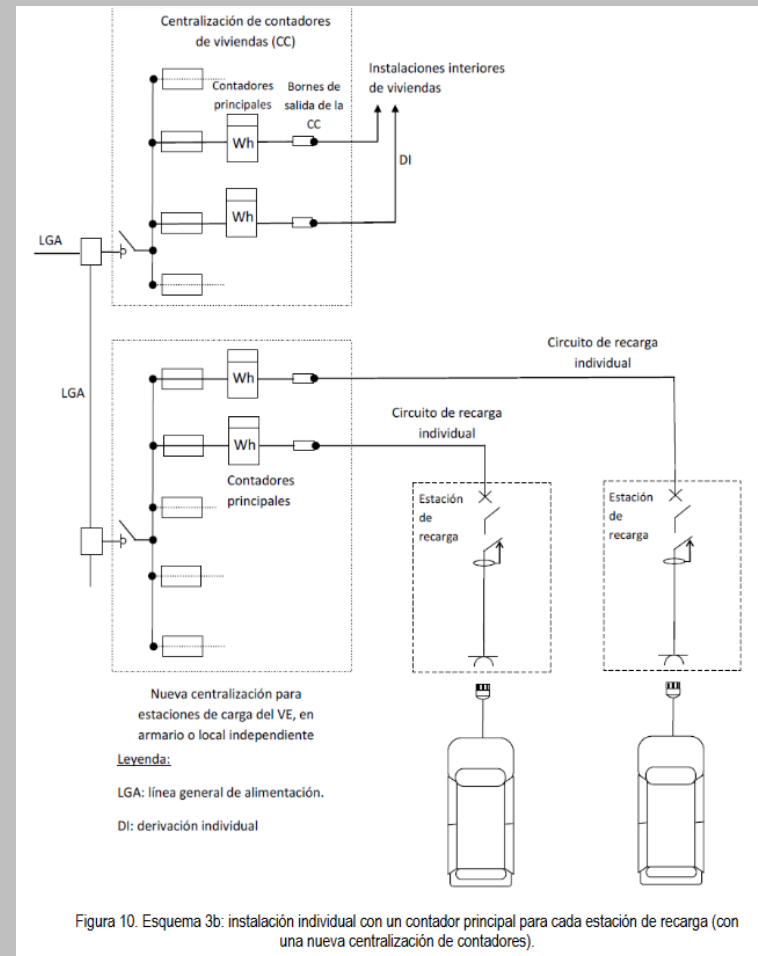 Centralización de contadores
de viviendas (CC)
Contadores
principales
Bornes de
salida de la
CC
Instalaciones interiores
de viviendas
Wh
DI
Wh
LGA
LGA
Wh
Wh
Contadores
principales
Circuito de recarga
individual
Circuito de recarga
individual
Estación
de
recarga
Estación
de
recarga
Nueva centralización para
estaciones de carga del VE, en
armario o local independiente
Leyenda:
LGA: línea general de alimentación.
DI: derivación individual
Figura 10. Esquema 3b: instalación individual con un contador principal para cada estación de recarga (con
una nueva centralización de contadores).